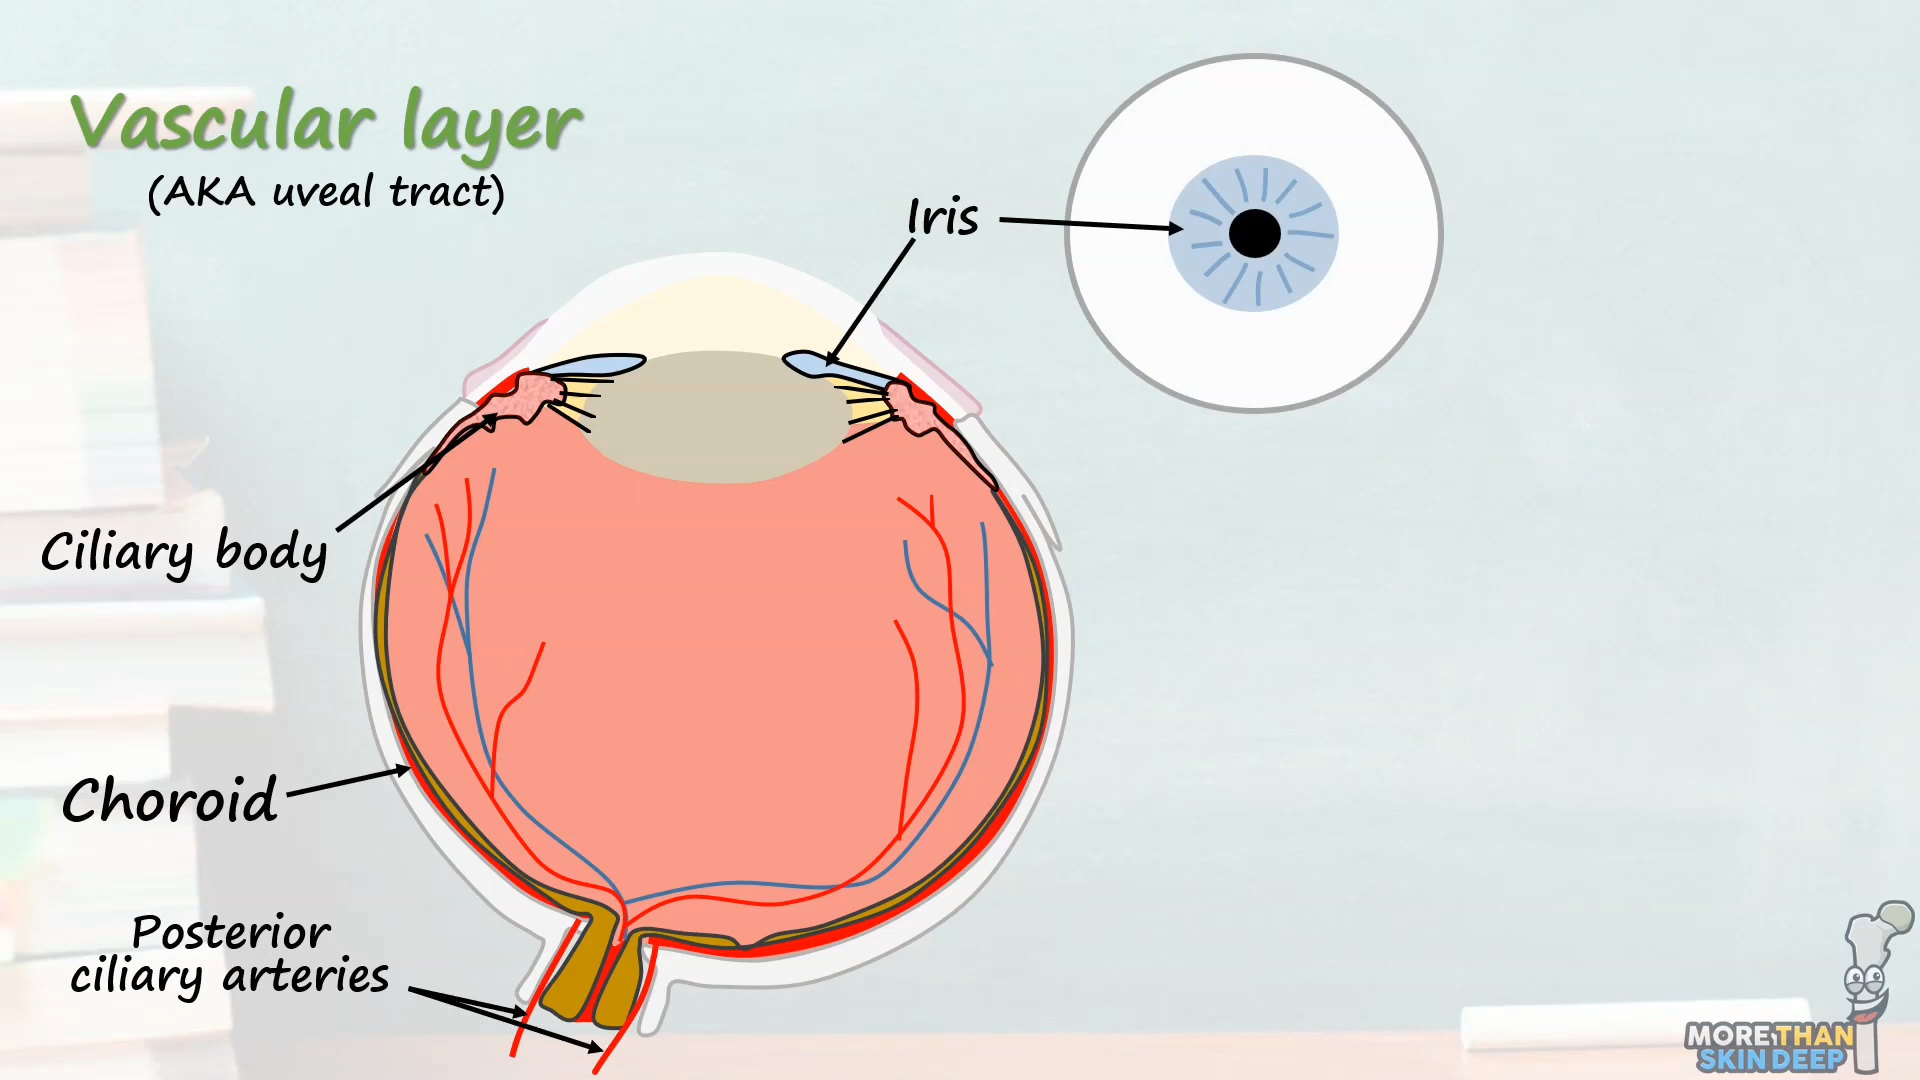 Vascular layer
(AKA uveal tract)
Iris
Ciliary body
Choroid
Posterior
ciliary arteries
MORE THAN
SKIN DEEP